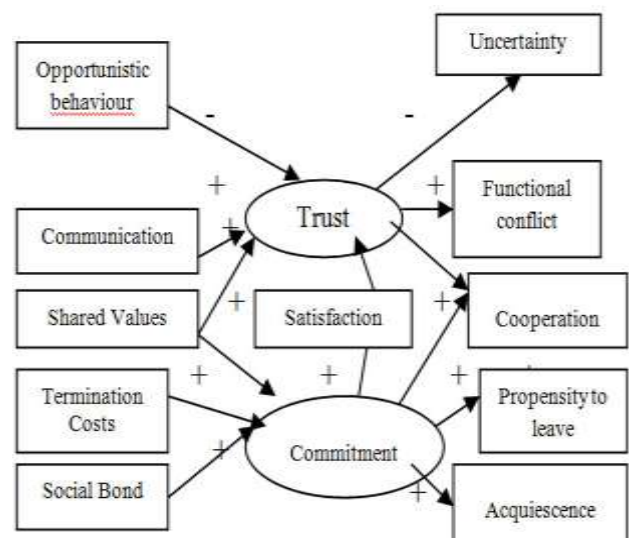 Uncertainty
Opportunistic
behaviour
-
-
+
+
Trust
Functional
conflict
+
Communication
Shared Values
+
Satisfaction
+
Cooperation
Termination
Costs
+
+
+
Propensity to
leave
+
Commitment
Social Bond
+
Acquiescence